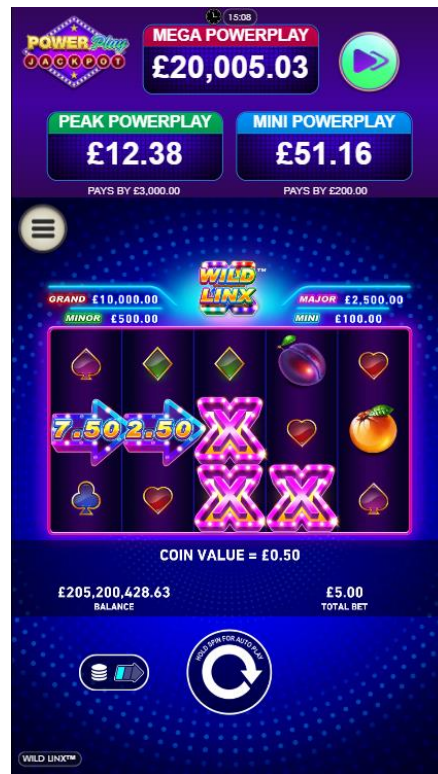 15:08
POWER Play
JACKPOT
MEGA POWERPLAY
£20,005.03
PEAK POWERPLAY
£12.38
PAYS BY £3,000.00
MINI POWERPLAY
£51.16
PAYS BY £200.00
WILD
LINX™
GRAND £10,000.00
MINOR £500.00
MAJOR £2,500.00
MINI £100.00
7.50
2.50
X
X
X
COIN VALUE = £0.50
£205,200,428.63
BALANCE
£5.00
TOTAL BET
HOLD SPIN FOR AUTO PLAY
WILD LINX™